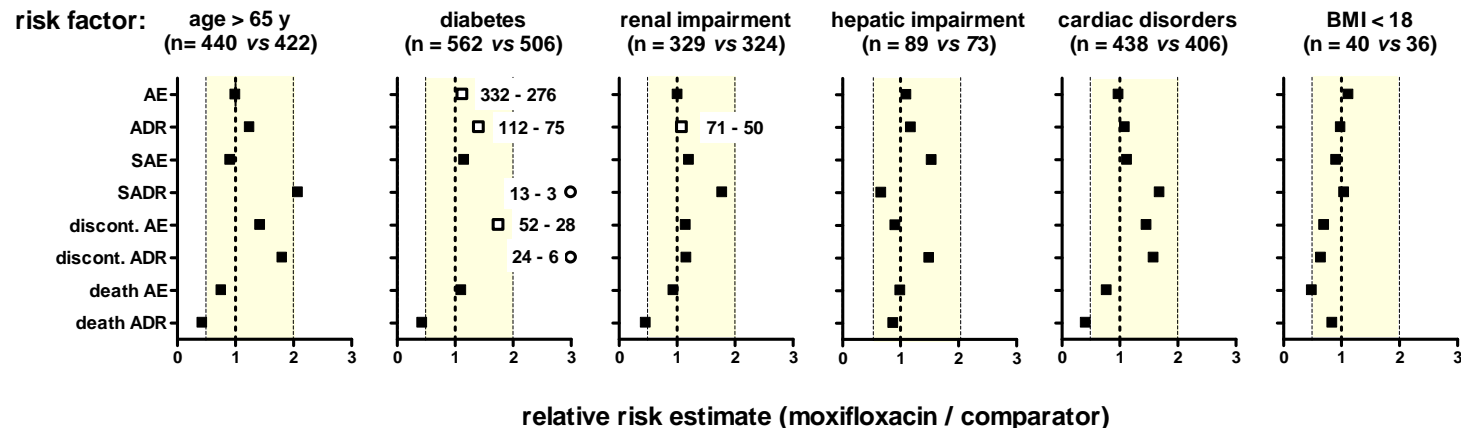 risk factor:
age > 65 y
(n= 440 vs 422)
diabetes
(n = 562 vs 506)
renal impairment
(n = 329 vs 324)
hepatic impairment
(n = 89 vs 73)
cardiac disorders
(n = 438 vs 406)
BMI < 18
(n = 40 vs 36)
AE
332 - 276
ADR
112 - 75
71 - 50
SAE
SADR
13 - 3
discont. AE
52 - 28
discont. ADR
24 - 6
death AE
death ADR
0 1 2 3
0 1 2 3
0 1 2 3
0 1 2 3
0 1 2 3
0 1 2 3
relative risk estimate (moxifloxacin / comparator)